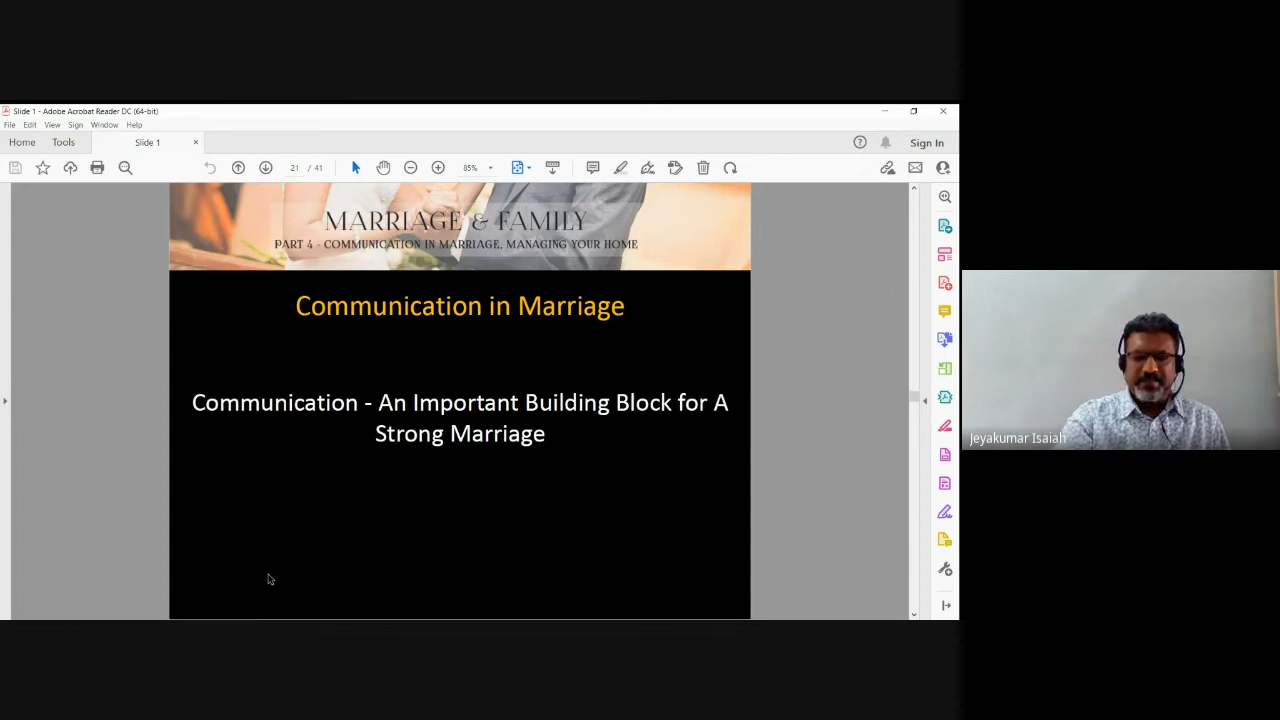 Slide 1 - Adobe Acrobat Reader DC (64-bit)
File Edit View Sign Window Help
Home Tools Slide 1 Sign In
21 / 41 85%
MARRIAGE & FAMILY
PART 4 - COMMUNICATION IN MARRIAGE, MANAGING YOUR HOME
Communication in Marriage
Communication - An Important Building Block for A
Strong Marriage
Jeyakumar Isaiah